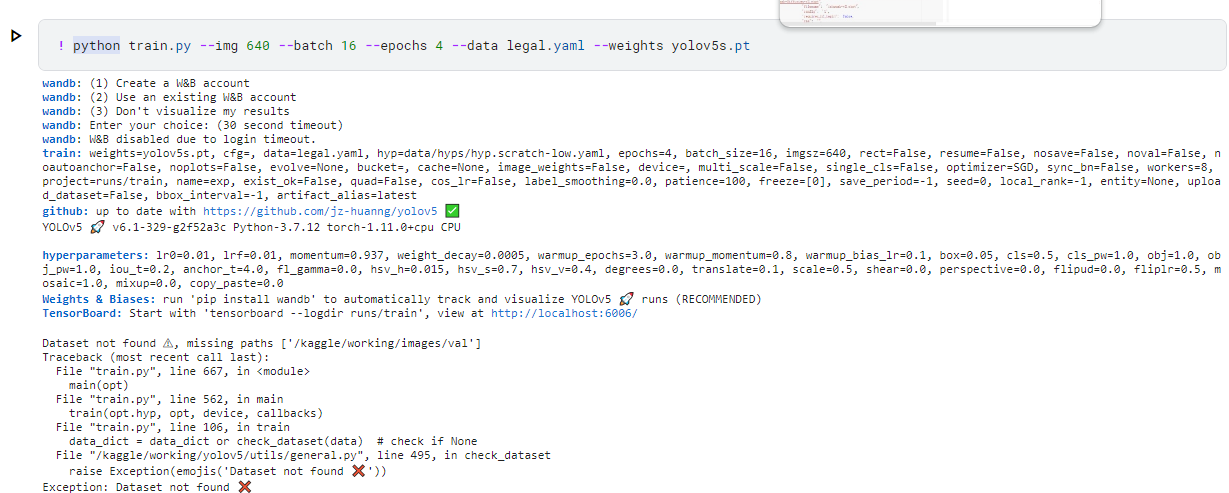 ! python train.py --img 640 --batch 16 --epochs 4 --data legal.yaml --weights yolov5s.pt
wandb: (1) Create a W&B account
wandb: (2) Use an existing W&B account
wandb: (3) Don't visualize my results
wandb: Enter your choice: (30 second timeout)
wandb: W&B disabled due to login timeout.
train: weights=yolov5s.pt, cfg=, data=legal.yaml, hyp=data/hyps/hyp.scratch-low.yaml, epochs=4, batch_size=16, imgsz=640, rect=False, resume=False, nosave=False, noval=False, n
oautoanchor=False, noplots=False, evolve=None, bucket=, cache=None, image_weights=False, device=, multi_scale=False, single_cls=False, optimizer=SGD, sync_bn=False, workers=8,
project=runs/train, name=exp, exist_ok=False, quad=False, cos_lr=False, label_smoothing=0.0, patience=100, freeze=[0], save_period=-1, seed=0, local_rank=-1, entity=None, uploa
d_dataset=False, bbox_interval=-1, artifact_alias=latest
github: up to date with https://github.com/jz-huanng/yolov5 ✅
YOLOv5 🚀 v6.1-329-g2f52a3c Python-3.7.12 torch-1.11.0+cpu CPU
hyperparameters: lr0=0.01, lrf=0.01, momentum=0.937, weight_decay=0.0005, warmup_epochs=3.0, warmup_momentum=0.8, warmup_bias_lr=0.1, box=0.05, cls=0.5, cls_pw=1.0, obj=1.0, ob
j_pw=1.0, iou_t=0.2, anchor_t=4.0, fl_gamma=0.0, hsv_h=0.015, hsv_s=0.7, hsv_v=0.4, degrees=0.0, translate=0.1, scale=0.5, shear=0.0, perspective=0.0, flipud=0.0, fliplr=0.5, m
osaic=1.0, mixup=0.0, copy_paste=0.0
Weights & Biases: run 'pip install wandb' to automatically track and visualize YOLOv5 🚀 runs (RECOMMENDED)
TensorBoard: Start with 'tensorboard --logdir runs/train', view at http://localhost:6006/
Dataset not found ⚠, missing paths ['/kaggle/working/images/val']
Traceback (most recent call last):
File "train.py", line 667, in <module>
main(opt)
File "train.py", line 562, in main
train(opt.hyp, opt, device, callbacks)
File "train.py", line 106, in train
data_dict = data_dict or check_dataset(data)  # check if None
File "/kaggle/working/yolov5/utils/general.py", line 495, in check_dataset
raise Exception(emojis('Dataset not found ❌'))
Exception: Dataset not found ❌